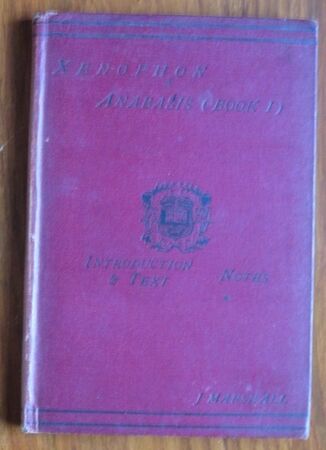 XENOPHON
ANABASIS (BOOK I)
INTRODUCTION
& TEXT
NOTES
J MARSHALL